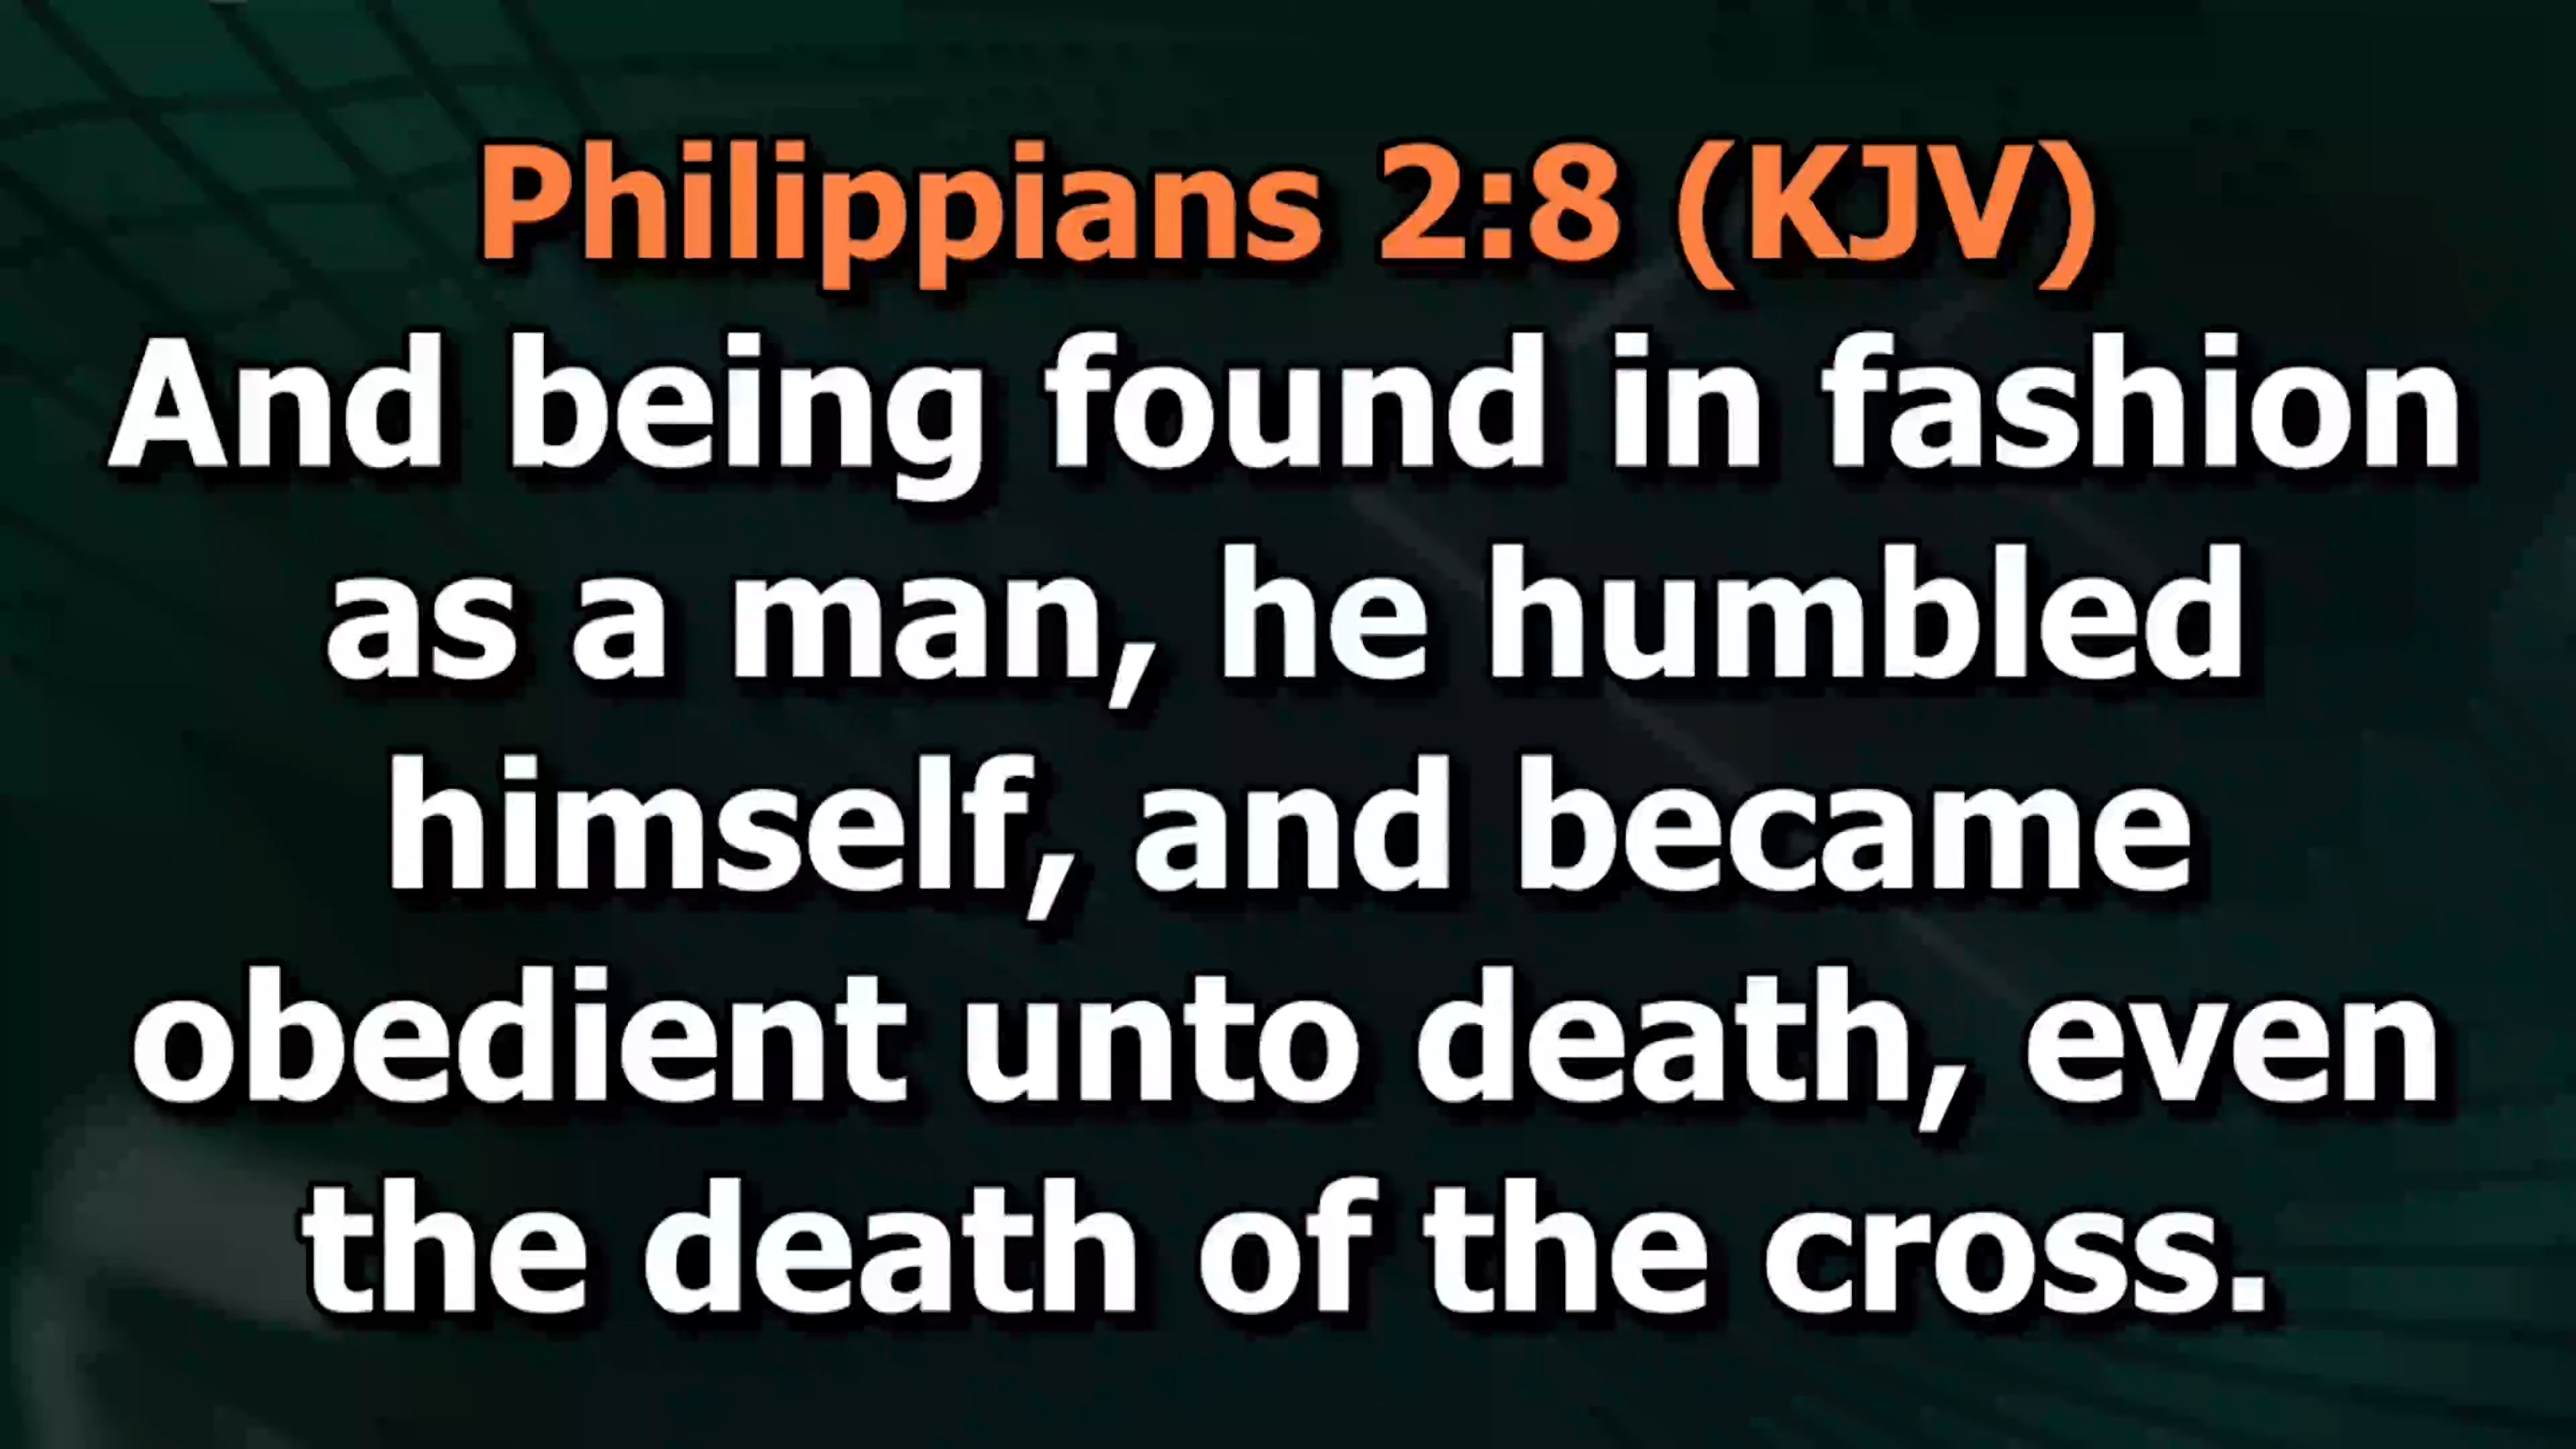 Philippians 2:8 (KJV)
And being found in fashion
as a man, he humbled
himself, and became
obedient unto death, even
the death of the cross.